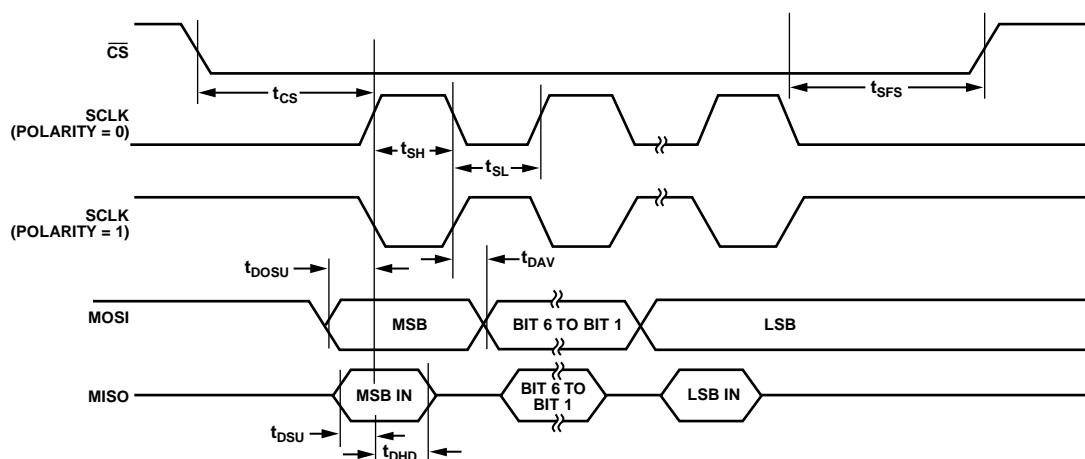 CS
tCS
tSFS
SCLK
(POLARITY = 0)
tSH
tSL
SCLK
(POLARITY = 1)
tDOSU
tDAV
MOSI
MSB
BIT 6 TO BIT 1
LSB
MISO
MSB IN
BIT 6 TO
BIT 1
LSB IN
tDSU
tDHD